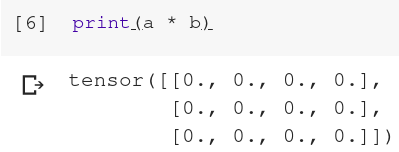 [6] print(a * b)
tensor([[0., 0., 0., 0.],
[0., 0., 0., 0.],
[0., 0., 0., 0.]])